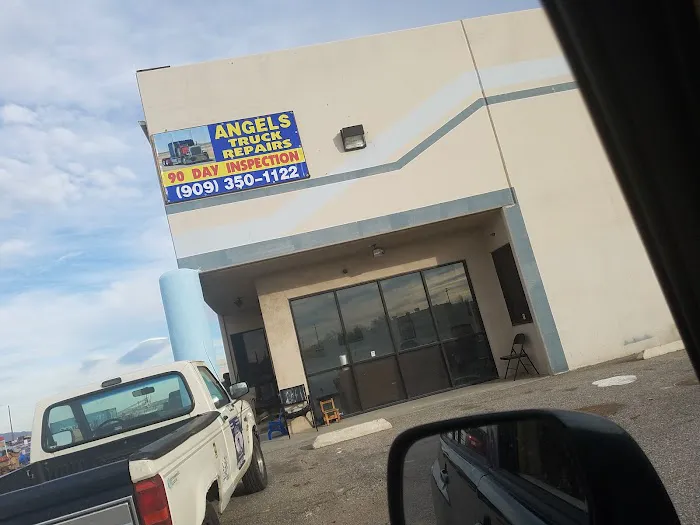 ANGELS
TRUCK
REPAIRS
90 DAY INSPECTION
(909) 350-1122